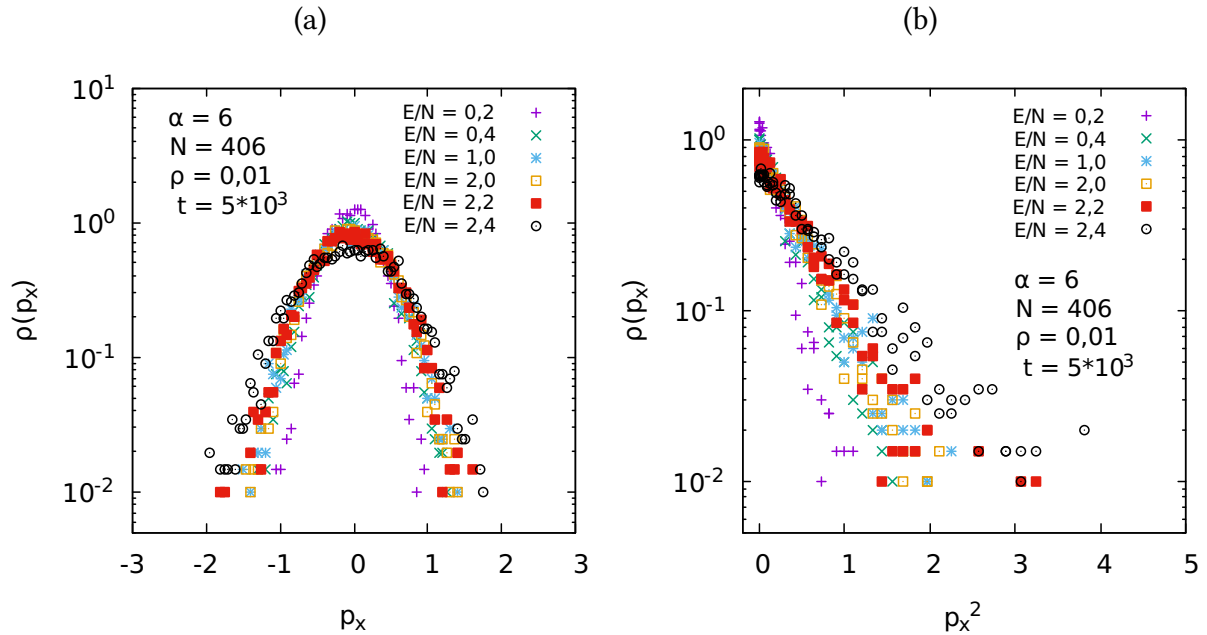 (a)
10^1
10^0
10^-1
10^-2
ρ(p_x)
-3 -2 -1 0 1 2 3
p_x
α = 6
N = 406
ρ = 0,01
t = 5*10^3
E/N = 0,2
E/N = 0,4
E/N = 1,0
E/N = 2,0
E/N = 2,2
E/N = 2,4
(b)
10^0
10^-1
10^-2
ρ(p_x)
0 1 2 3 4 5
p_x^2
E/N = 0,2
E/N = 0,4
E/N = 1,0
E/N = 2,0
E/N = 2,2
E/N = 2,4
α = 6
N = 406
ρ = 0,01
t = 5*10^3